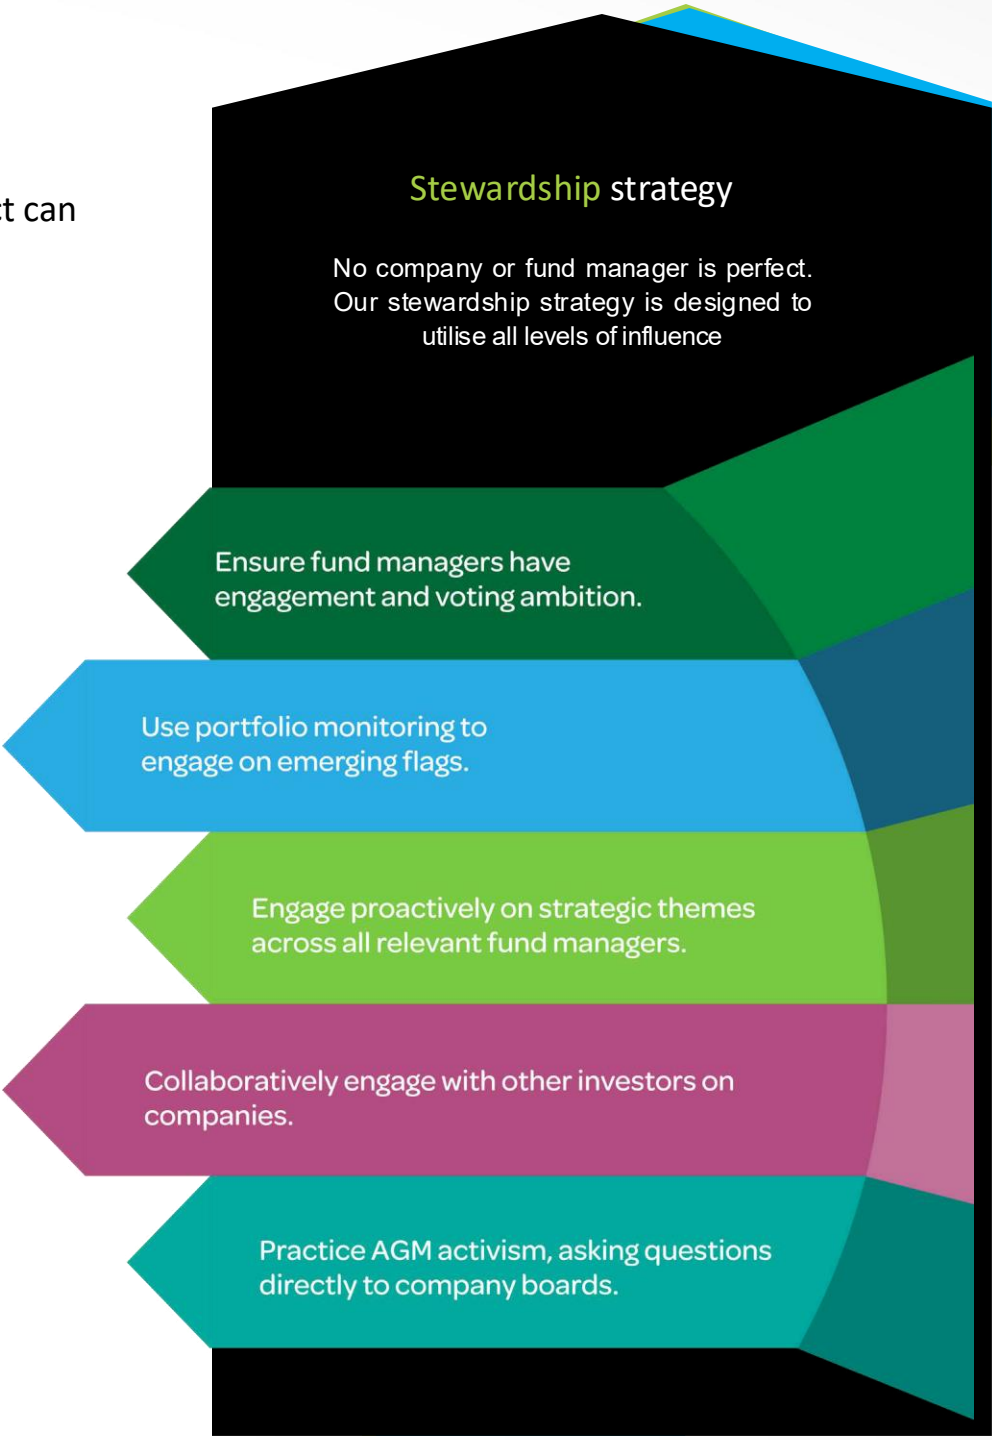 can
Stewardship strategy
No company or fund manager is perfect.
Our stewardship strategy is designed to
utilise all levels of influence
Ensure fund managers have
engagement and voting ambition.
Use portfolio monitoring to
engage on emerging flags.
Engage proactively on strategic themes
across all relevant fund managers.
Collaboratively engage with other investors on
companies.
Practice AGM activism, asking questions
directly to company boards.